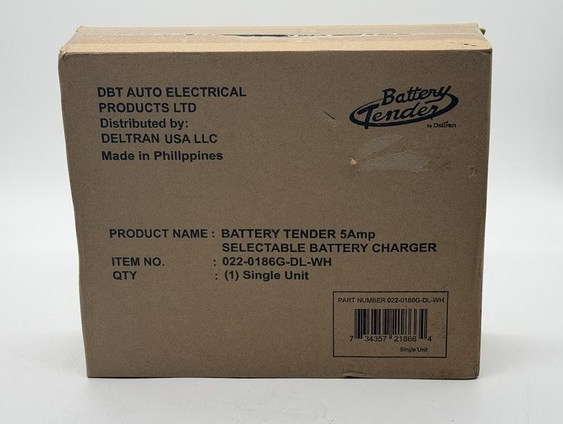 DBT AUTO ELECTRICAL
PRODUCTS LTD
Distributed by:
DELTRAN USA LLC
Made in Philippines
Battery
Tender
by Deltran
PRODUCT NAME : BATTERY TENDER 5Amp
SELECTABLE BATTERY CHARGER
ITEM NO. : 022-0186G-DL-WH
QTY : (1) Single Unit
PART NUMBER 022-0186G-DL-WH
7 34357 21866 4
Single Unit